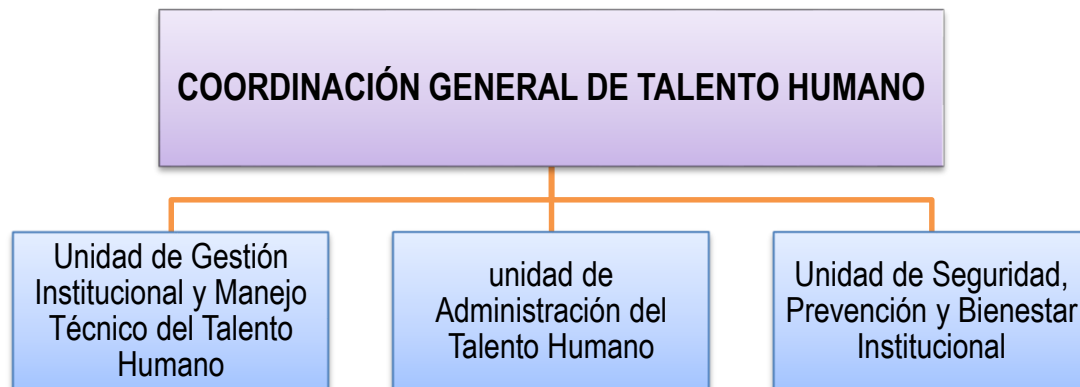 COORDINACIÓN GENERAL DE TALENTO HUMANO
Unidad de Gestión
Institucional y Manejo
Técnico del Talento
Humano
unidad de
Administración del
Talento Humano
Unidad de Seguridad,
Prevención y Bienestar
Institucional